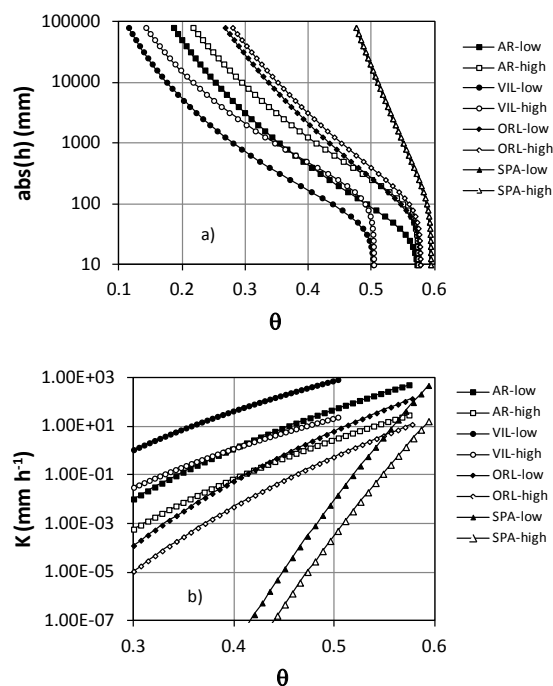 100000
10000
1000
100
10
abs(h) (mm)
a)
0.1 0.2 0.3 0.4 0.5 0.6
θ
AR-low
AR-high
VIL-low
VIL-high
ORL-low
ORL-high
SPA-low
SPA-high
1.00E+03
1.00E+01
1.00E-01
1.00E-03
1.00E-05
1.00E-07
K (mm h⁻¹)
b)
0.3 0.4 0.5 0.6
θ
AR-low
AR-high
VIL-low
VIL-high
ORL-low
ORL-high
SPA-low
SPA-high